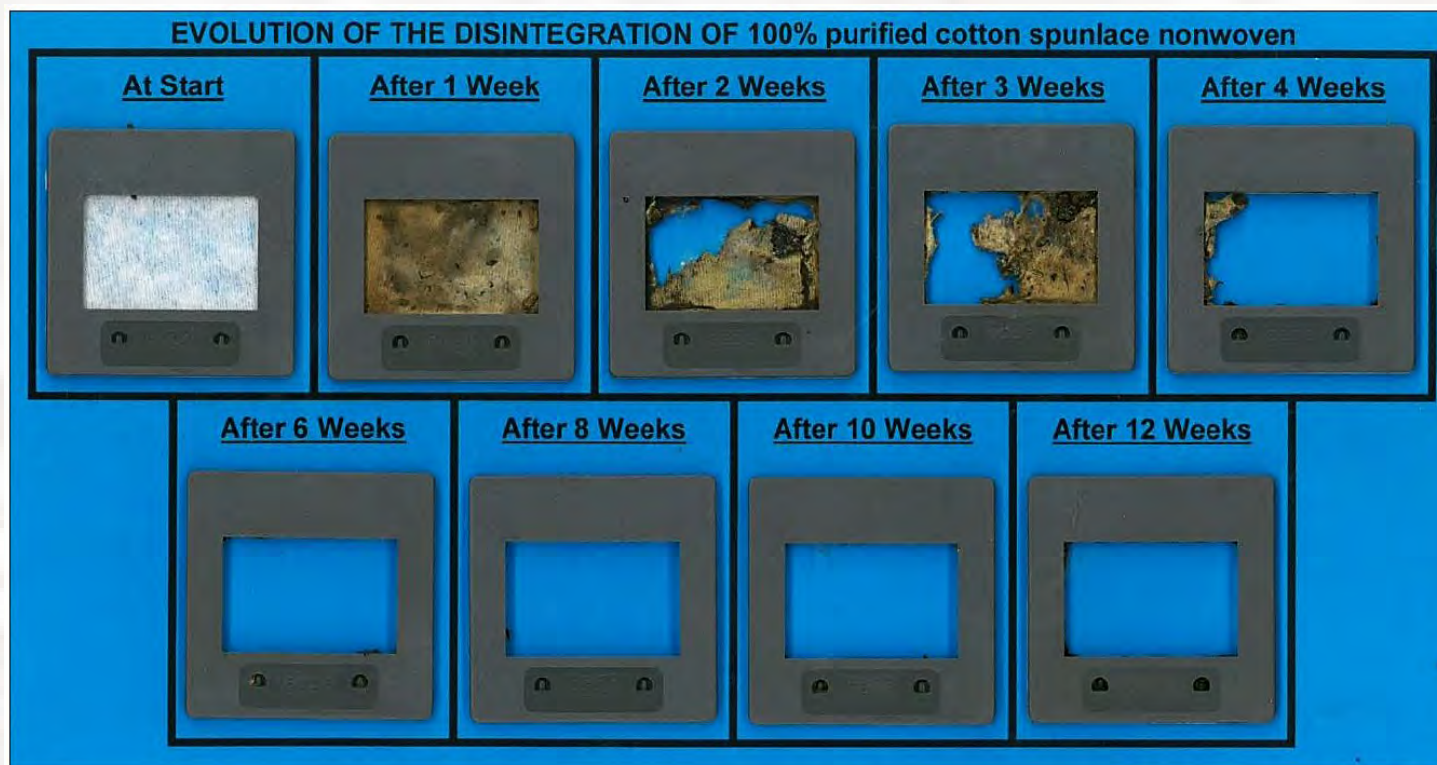 EVOLUTION OF THE DISINTEGRATION OF 100% purified cotton spunlace nonwoven
At Start
After 1 Week
After 2 Weeks
After 3 Weeks
After 4 Weeks
After 6 Weeks
After 8 Weeks
After 10 Weeks
After 12 Weeks